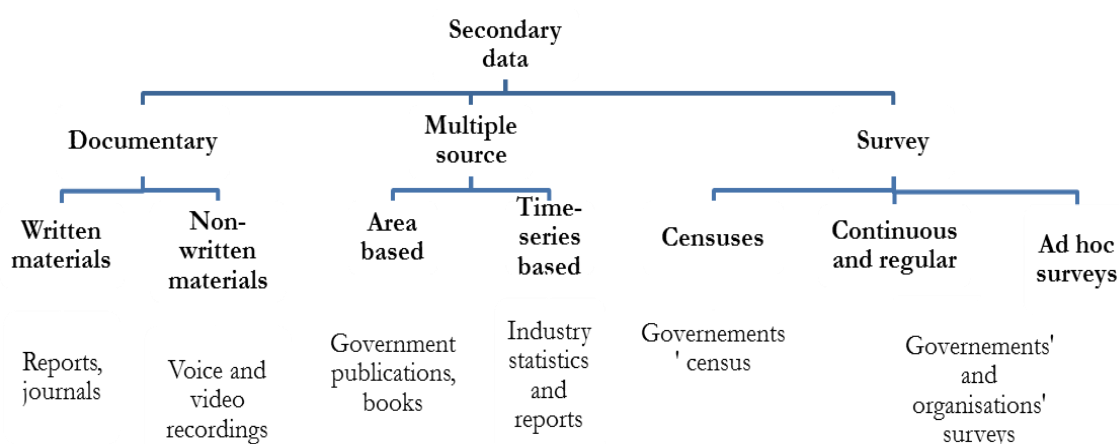 Secondary
data
Documentary
Multiple
source
Survey
Written
materials
Non-
written
materials
Area
based
Time-
series
based
Censuses
Continuous
and regular
Ad hoc
surveys
Reports,
journals
Voice and
video
recordings
Government
publications,
books
Industry
statistics
and
reports
Governements
' census
Governements'
and
organisations'
surveys